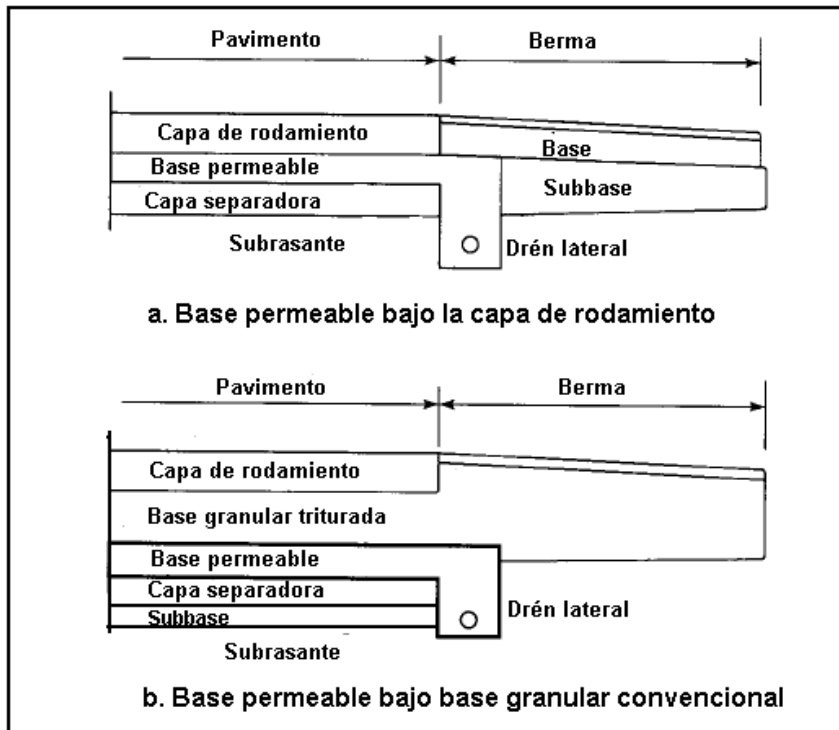 Pavimento
Berma
Capa de rodamiento
Base
Base permeable
Subbase
Capa separadora
Subrasante
Drén lateral
a. Base permeable bajo la capa de rodamiento
Pavimento
Berma
Capa de rodamiento
Base granular triturada
Base permeable
Capa separadora
Drén lateral
Subbase
Subrasante
b. Base permeable bajo base granular convencional